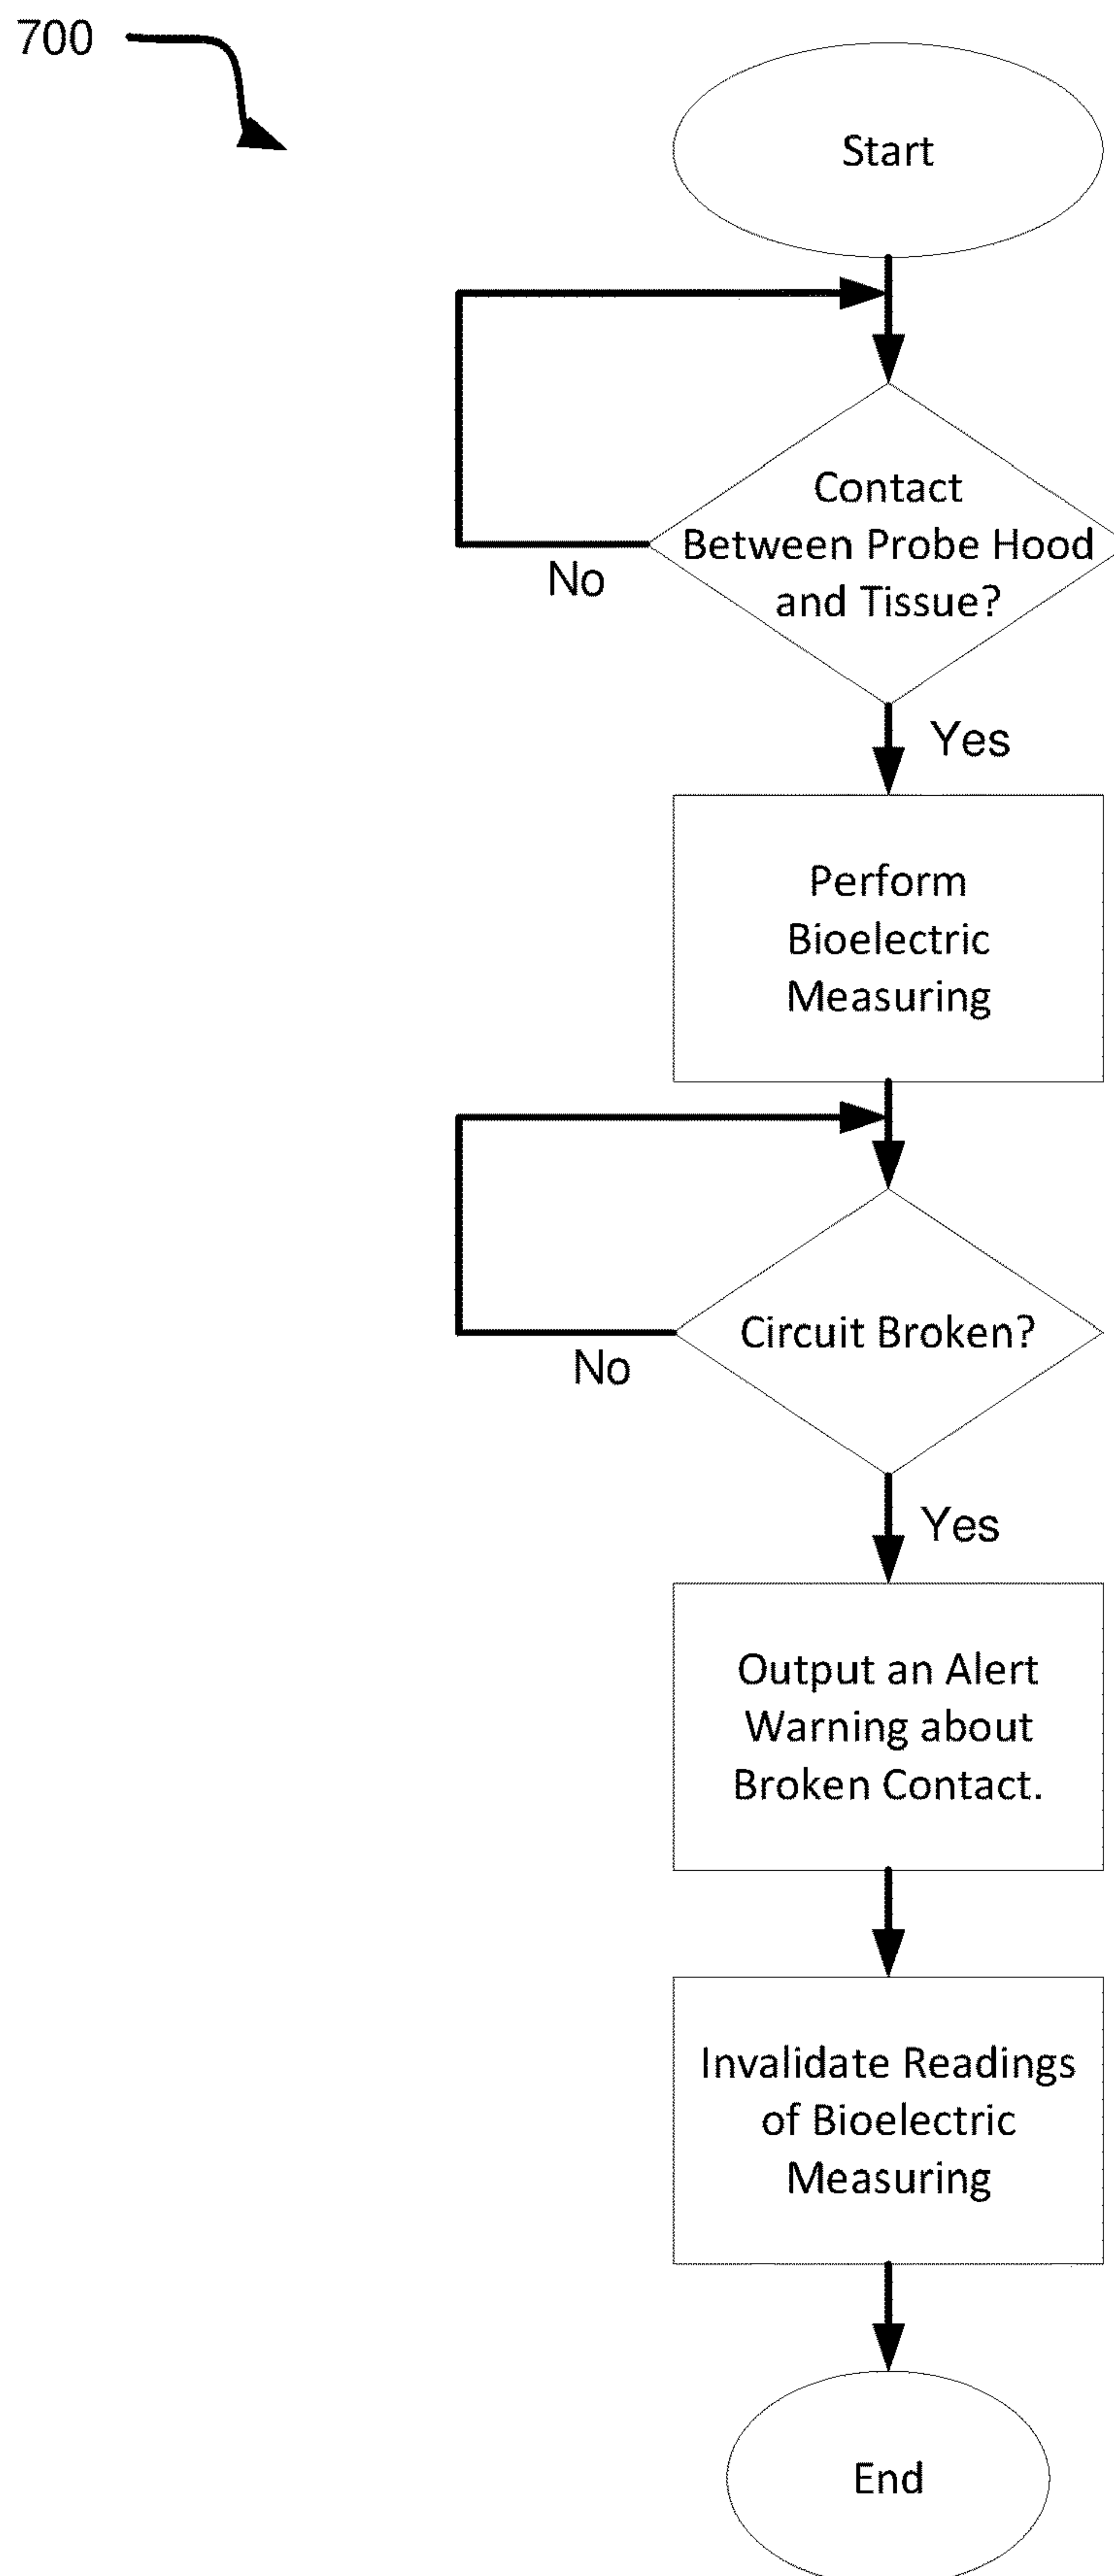 700
Start
Contact
Between Probe Hood
and Tissue?
No
Yes
Perform
Bioelectric
Measuring
Circuit Broken?
No
Yes
Output an Alert
Warning about
Broken Contact.
Invalidate Readings
of Bioelectric
Measuring
End